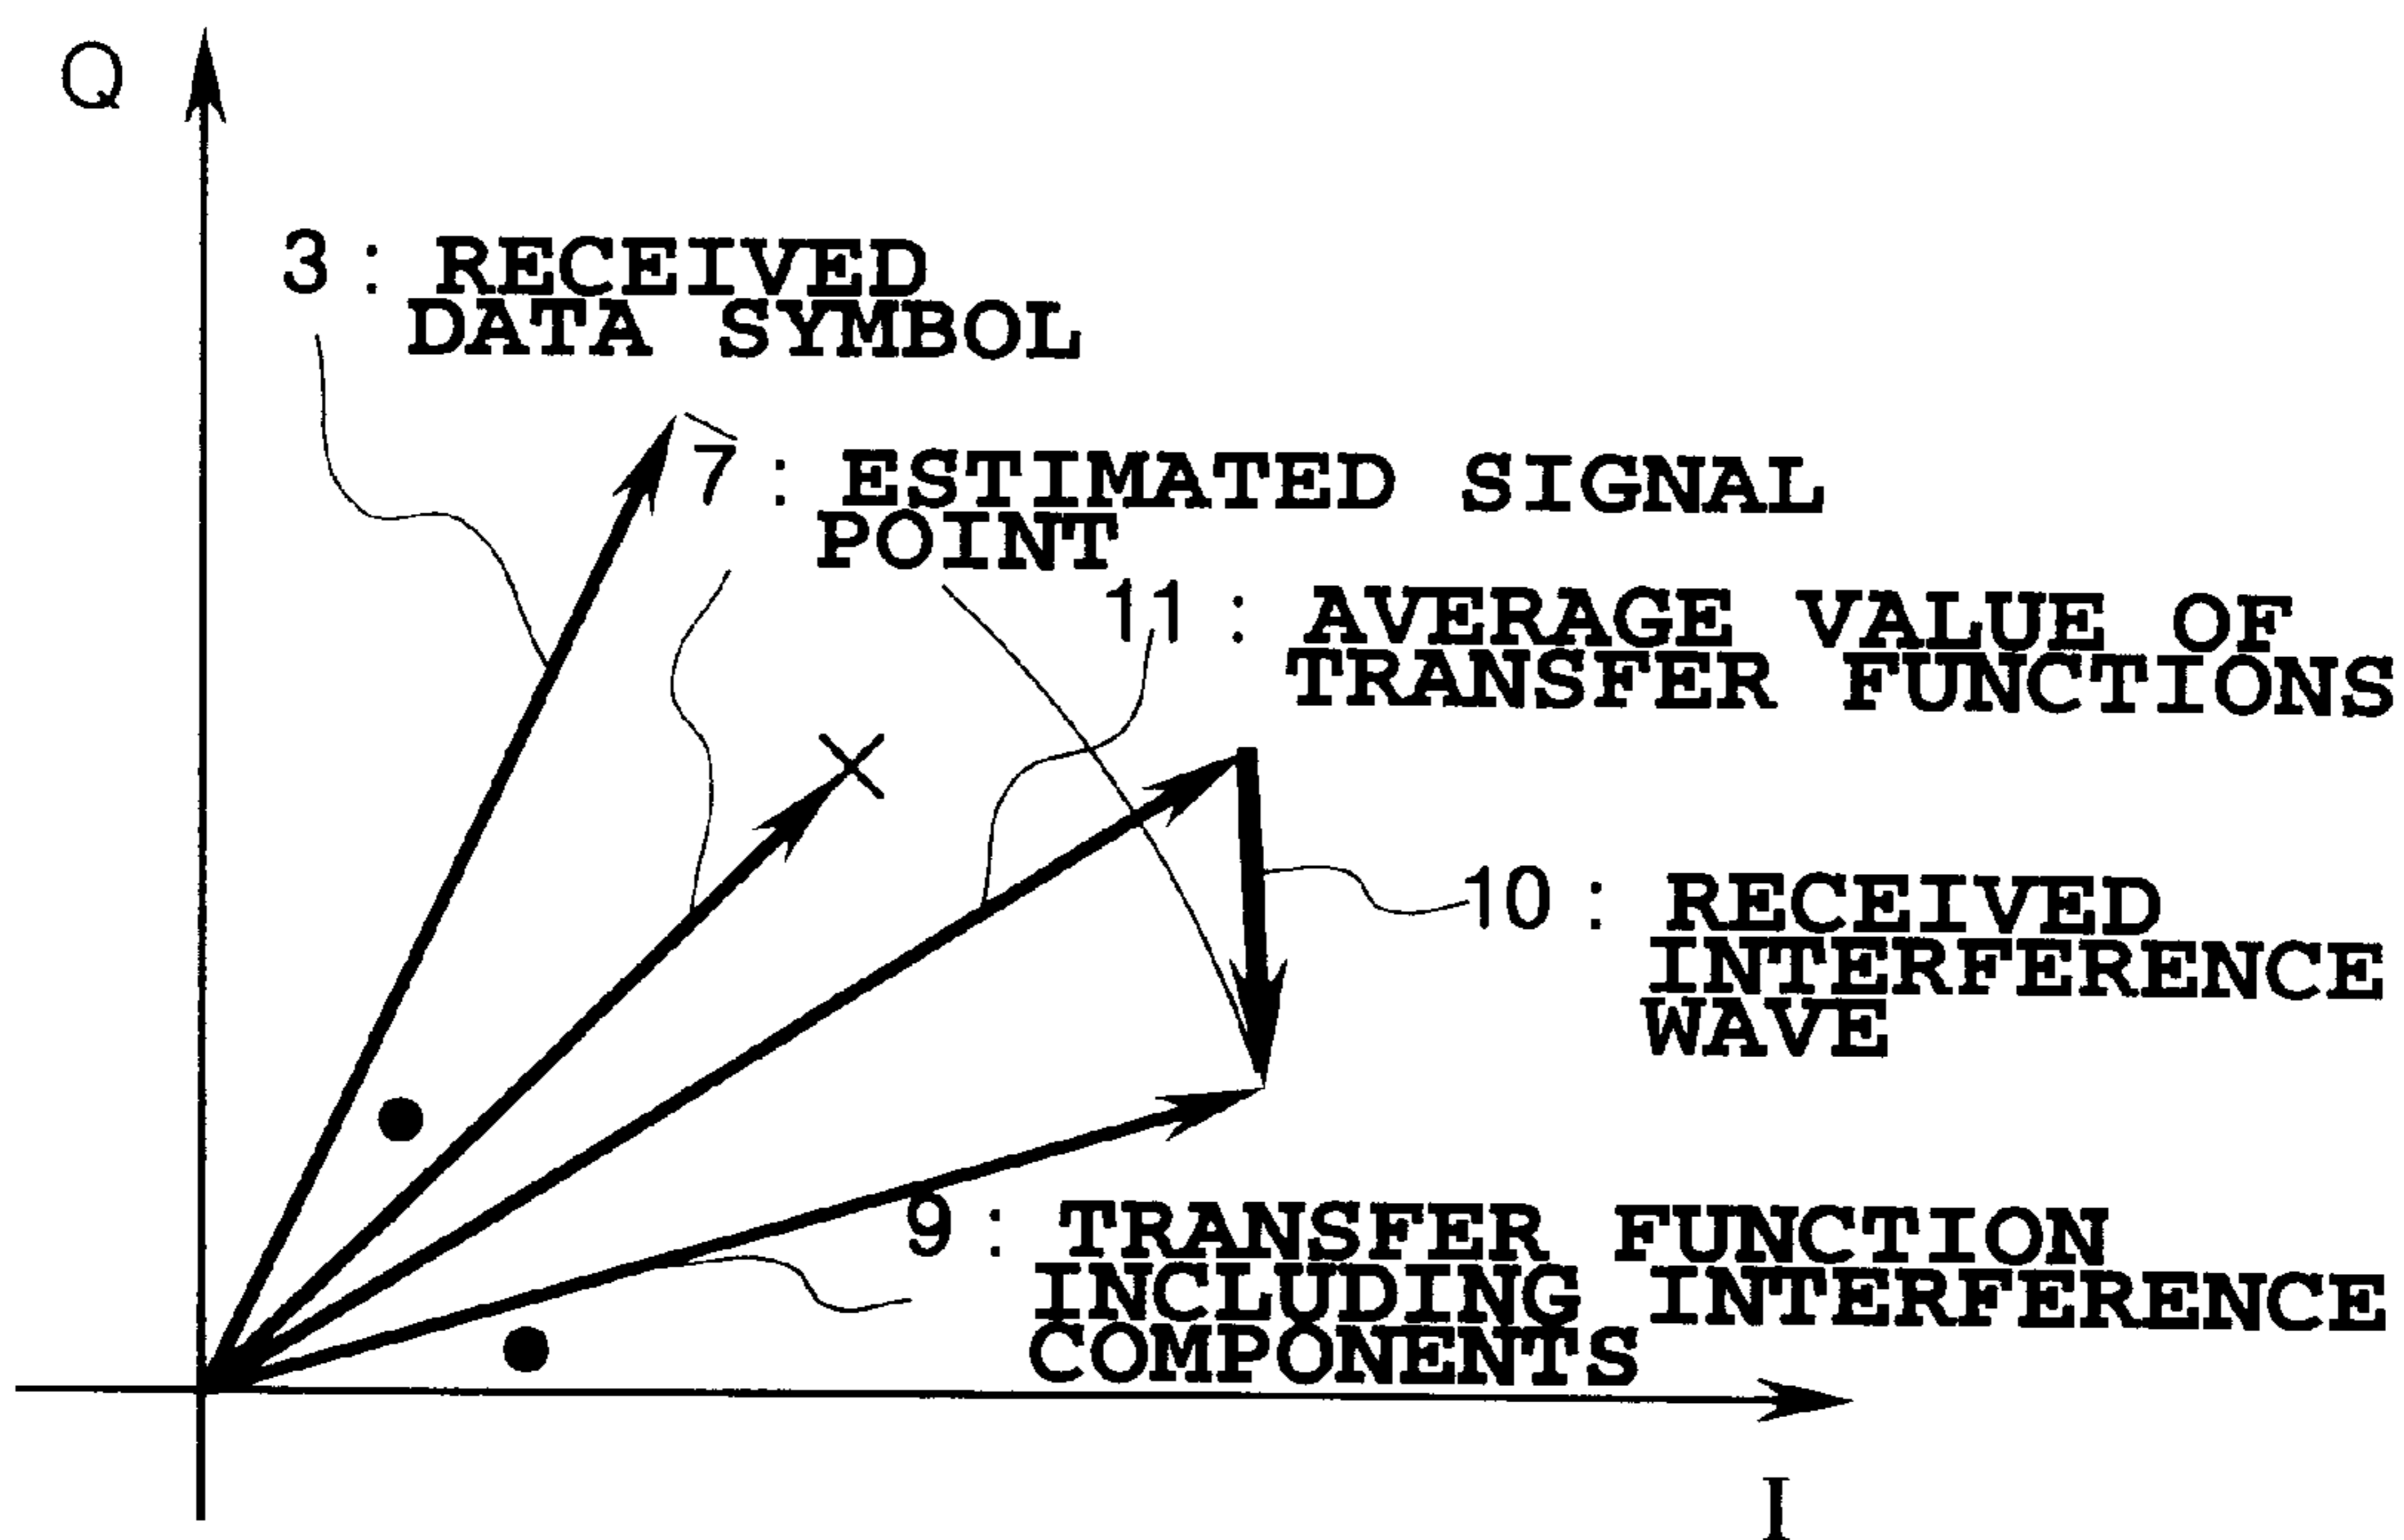 Q
3 : RECEIVED
DATA SYMBOL
7 : ESTIMATED SIGNAL
POINT
11 : AVERAGE VALUE OF
TRANSFER FUNCTIONS
10 : RECEIVED
INTERFERENCE
WAVE
9 : TRANSFER FUNCTION
INCLUDING INTERFERENCE
COMPONENTS
I